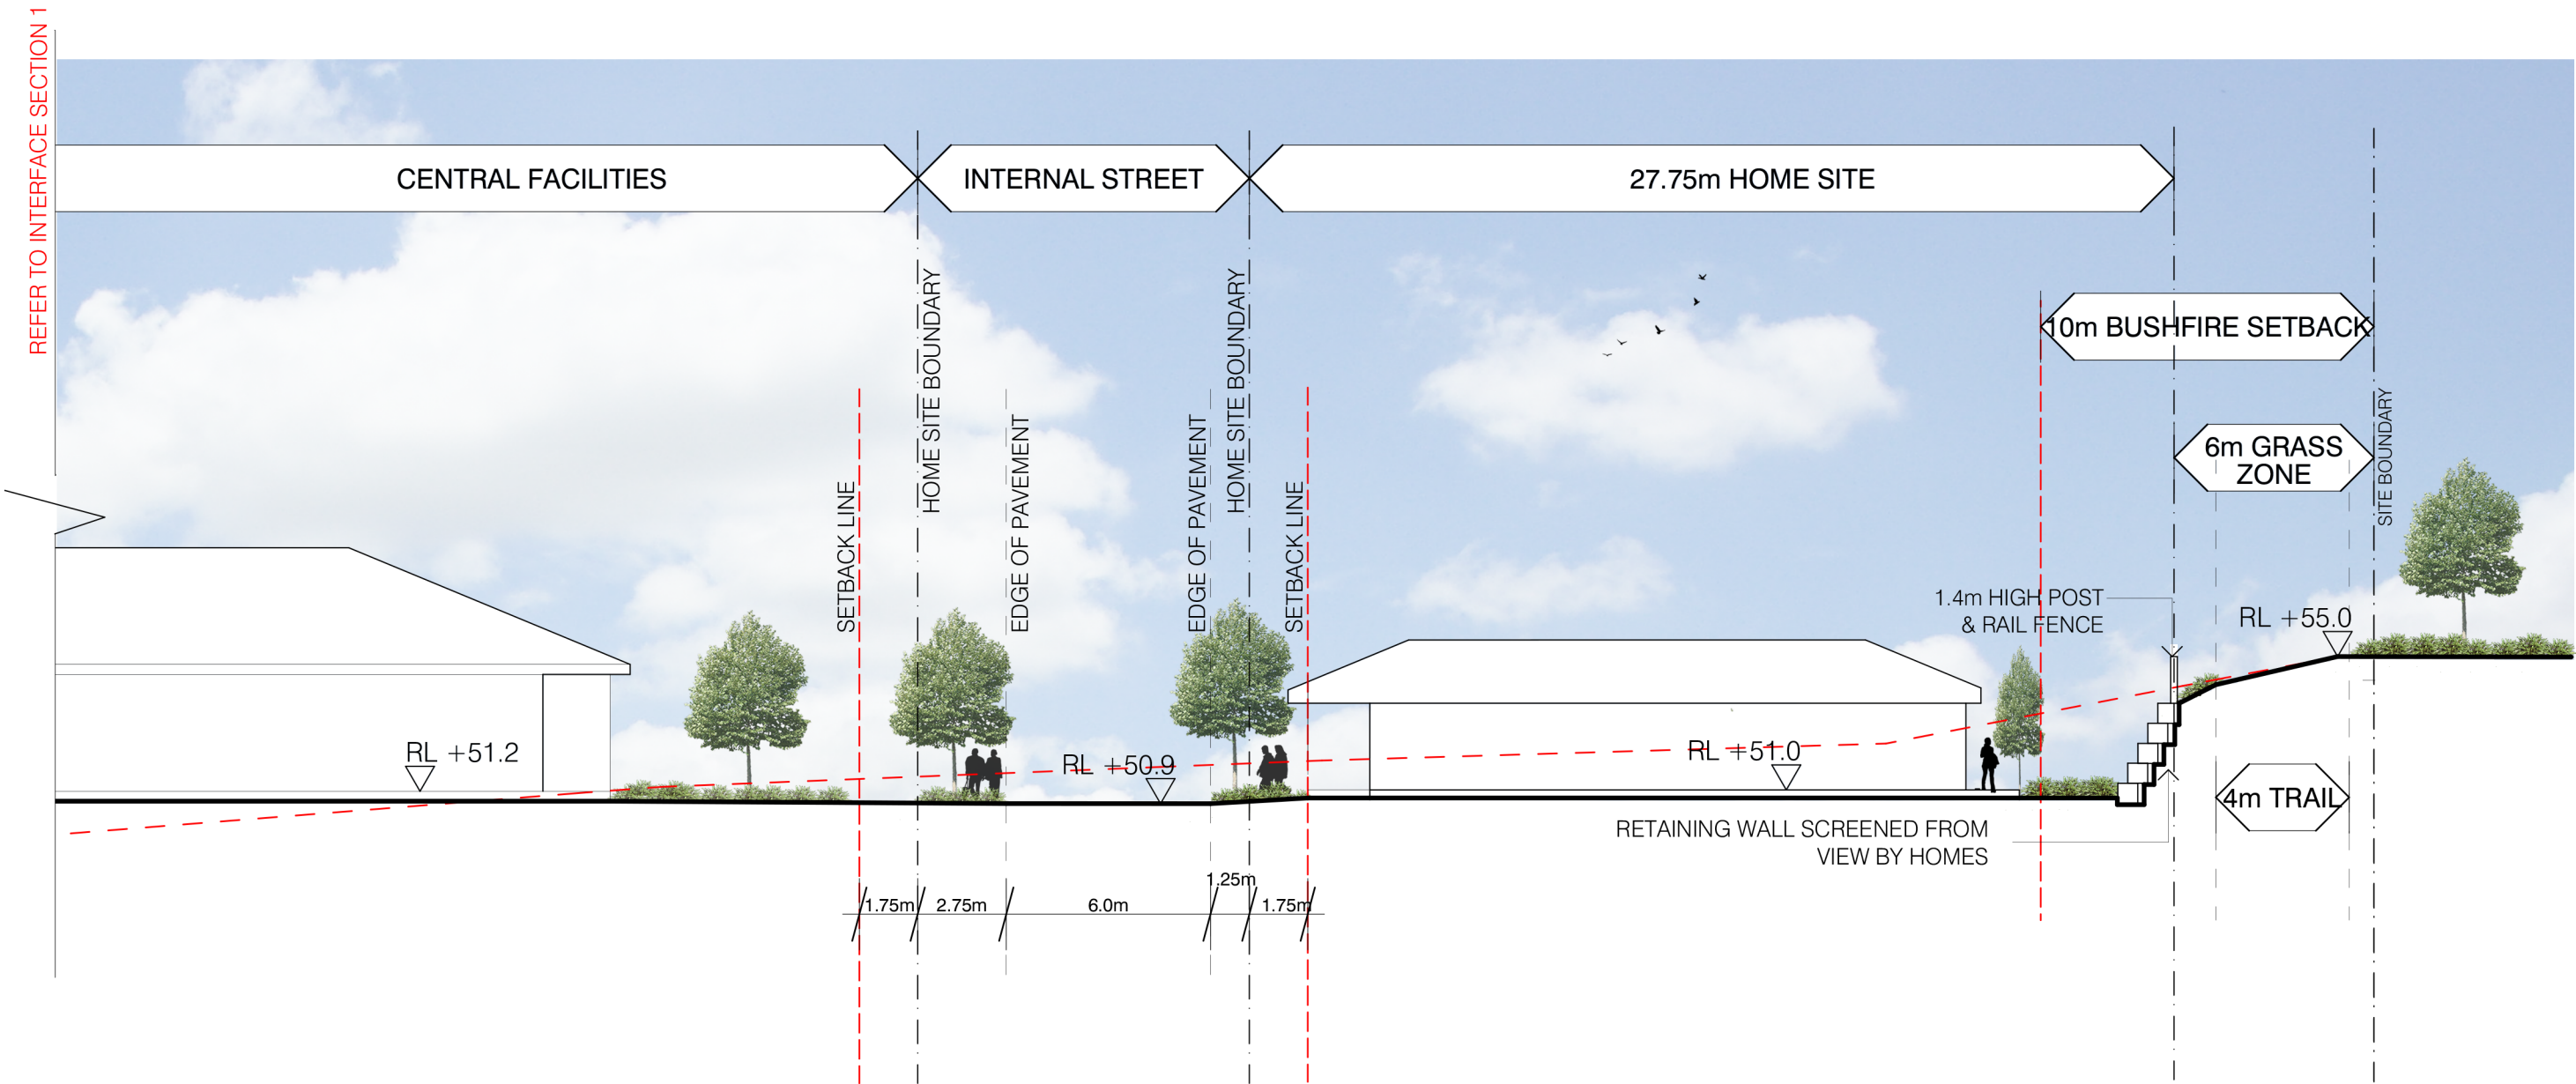 REFER TO INTERFACE SECTION 1
CENTRAL FACILITIES
INTERNAL STREET
27.75m HOME SITE
10m BUSHFIRE SETBACK
6m GRASS
ZONE
SITE BOUNDARY
SETBACK LINE
HOME SITE BOUNDARY
EDGE OF PAVEMENT
EDGE OF PAVEMENT
HOME SITE BOUNDARY
SETBACK LINE
1.4m HIGH POST
& RAIL FENCE
RL +55.0
RL +51.2
RL +50.9
RL +51.0
4m TRAIL
RETAINING WALL SCREENED FROM
VIEW BY HOMES
1.75m
2.75m
6.0m
1.25m
1.75m